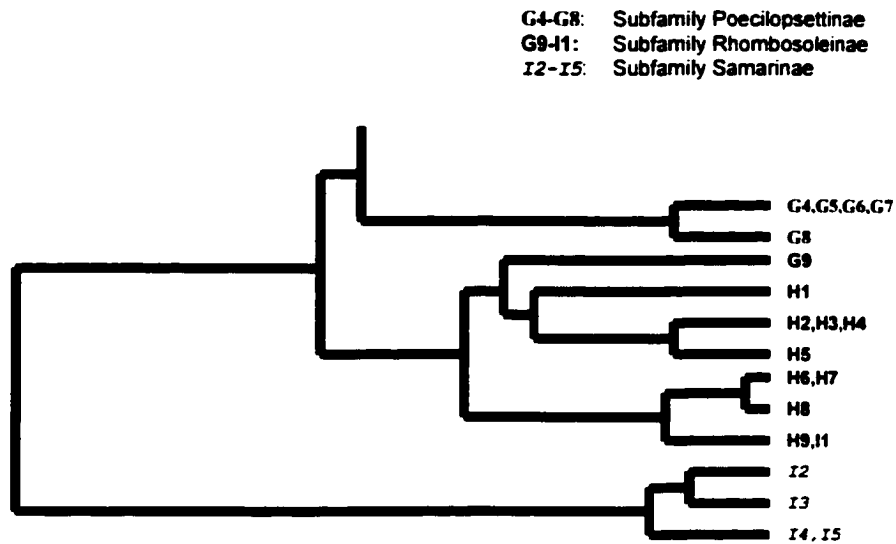 G4-G8: Subfamily Poecilopsettinae
G9-I1: Subfamily Rhombosoleinae
I2-I5: Subfamily Samarinae
G4,G5,G6,G7
G8
G9
H1
H2,H3,H4
H5
H6,H7
H8
H9,I1
I2
I3
I4,I5